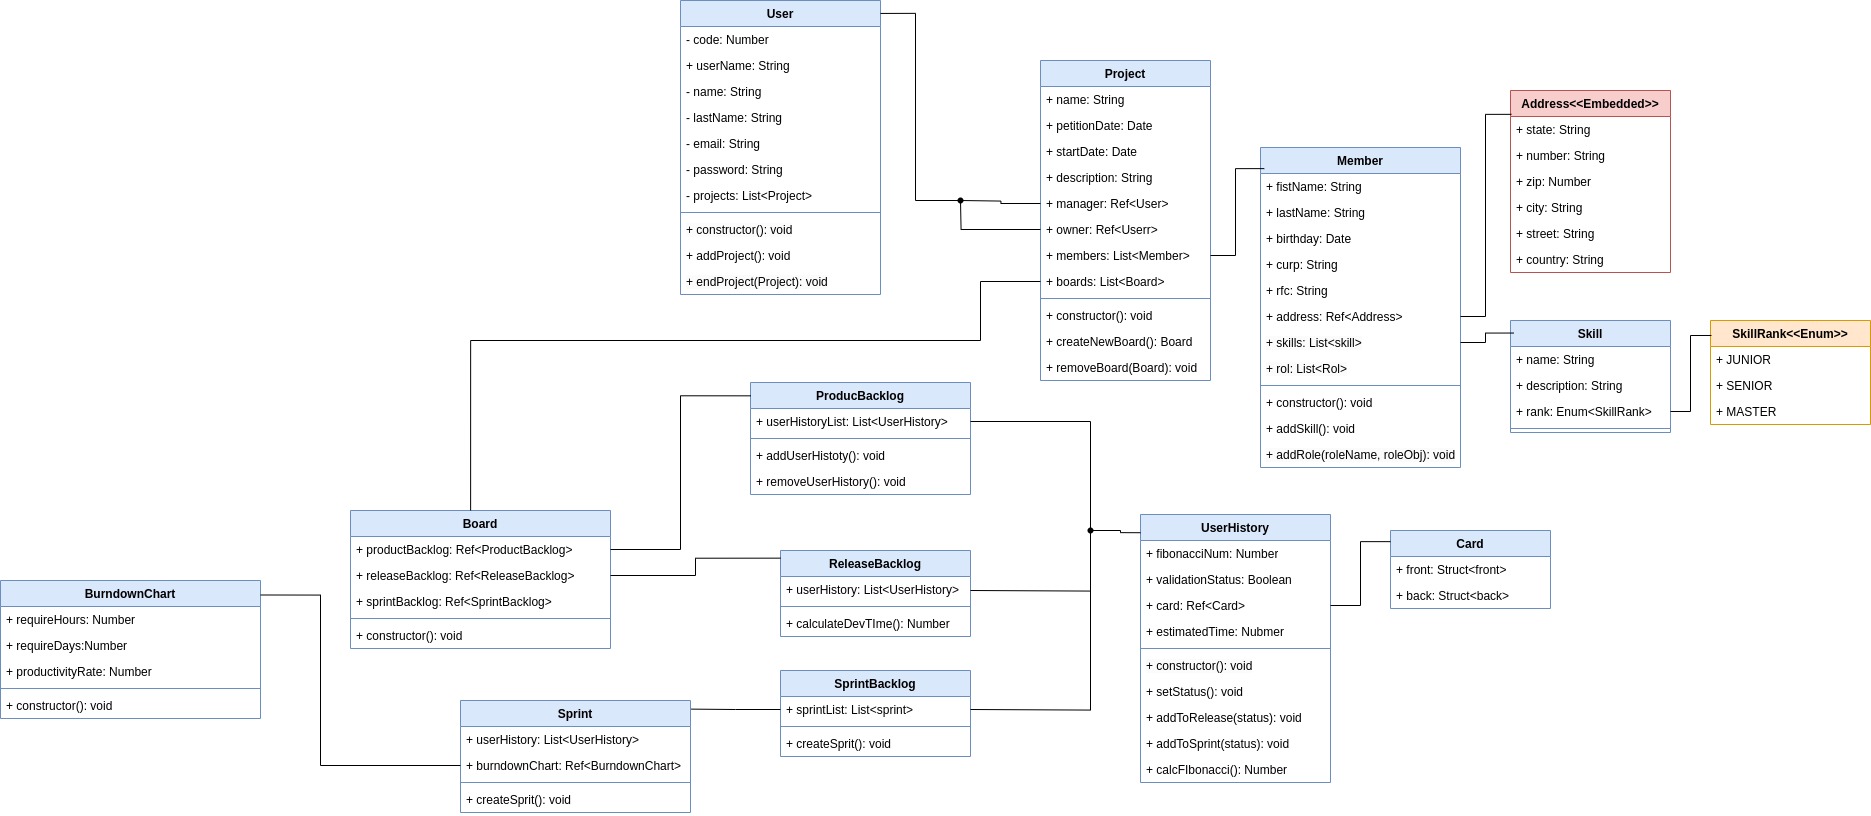 User
- code: Number
+ userName: String
- name: String
- lastName: String
- email: String
- password: String
- projects: List<Project>
+ constructor(): void
+ addProject(): void
+ endProject(Project): void
Project
+ name: String
+ petitionDate: Date
+ startDate: Date
+ description: String
+ manager: Ref<User>
+ owner: Ref<Userr>
+ members: List<Member>
+ boards: List<Board>
+ constructor(): void
+ createNewBoard(): Board
+ removeBoard(Board): void
Member
+ fistName: String
+ lastName: String
+ birthday: Date
+ curp: String
+ rfc: String
+ address: Ref<Address>
+ skills: List<skill>
+ rol: List<Rol>
+ constructor(): void
+ addSkill(): void
+ addRole(roleName, roleObj): void
Address<<Embedded>>
+ state: String
+ number: String
+ zip: Number
+ city: String
+ street: String
+ country: String
Skill
+ name: String
+ description: String
+ rank: Enum<SkillRank>
SkillRank<<Enum>>
+ JUNIOR
+ SENIOR
+ MASTER
ProducBacklog
+ userHistoryList: List<UserHistory>
+ addUserHistoty(): void
+ removeUserHistory(): void
Board
+ productBacklog: Ref<ProductBacklog>
+ releaseBacklog: Ref<ReleaseBacklog>
+ sprintBacklog: Ref<SprintBacklog>
+ constructor(): void
ReleaseBacklog
+ userHistory: List<UserHistory>
+ calculateDevTIme(): Number
UserHistory
+ fibonacciNum: Number
+ validationStatus: Boolean
+ card: Ref<Card>
+ estimatedTime: Nubmer
+ constructor(): void
+ setStatus(): void
+ addToRelease(status): void
+ addToSprint(status): void
+ calcFIbonacci(): Number
Card
+ front: Struct<front>
+ back: Struct<back>
BurndownChart
+ requireHours: Number
+ requireDays:Number
+ productivityRate: Number
+ constructor(): void
Sprint
+ userHistory: List<UserHistory>
+ burndownChart: Ref<BurndownChart>
+ createSprit(): void
SprintBacklog
+ sprintList: List<sprint>
+ createSprit(): void